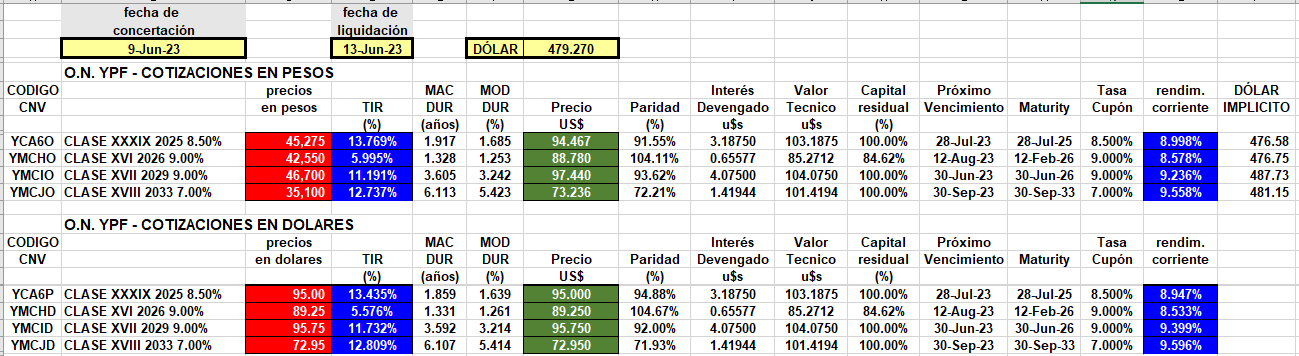 fecha de fecha de
concertación liquidación
9-Jun-23 13-Jun-23 DÓLAR 479.270
O.N. YPF - COTIZACIONES EN PESOS
CODIGO precios MAC MOD Interés Valor Capital Próximo Tasa rendim. DÓLAR
CNV en pesos TIR DUR DUR Precio Paridad Devengado Tecnico residual Vencimiento Maturity Cupón corriente IMPLICITO
(%) (años) (%) US$ (%) u$s u$s (%)
YCA6O CLASE XXXIX 2025 8.50% 45,275 13.769% 1.917 1.685 94.467 91.55% 3.18750 103.1875 100.00% 28-Jul-23 28-Jul-25 8.500% 8.998% 476.58
YMCHO CLASE XVI 2026 9.00% 42,550 5.995% 1.328 1.253 88.780 104.11% 0.65577 85.2712 84.62% 12-Aug-23 12-Feb-26 9.000% 8.578% 476.75
YMCIO CLASE XVII 2029 9.00% 46,700 11.191% 3.605 3.242 97.440 93.62% 4.07500 104.0750 100.00% 30-Jun-23 30-Jun-26 9.000% 9.236% 487.73
YMCJO CLASE XVIII 2033 7.00% 35,100 12.737% 6.113 5.423 73.236 72.21% 1.41944 101.4194 100.00% 30-Sep-23 30-Sep-33 7.000% 9.558% 481.15
O.N. YPF - COTIZACIONES EN DOLARES
CODIGO precios MAC MOD Interés Valor Capital Próximo Tasa rendim.
CNV en dolares TIR DUR DUR Precio Paridad Devengado Tecnico residual Vencimiento Maturity Cupón corriente
(%) (años) (%) US$ (%) u$s u$s (%)
YCA6P CLASE XXXIX 2025 8.50% 95.00 13.435% 1.859 1.639 95.000 94.88% 3.18750 103.1875 100.00% 28-Jul-23 28-Jul-25 8.500% 8.947%
YMCHD CLASE XVI 2026 9.00% 89.25 5.576% 1.331 1.261 89.250 104.67% 0.65577 85.2712 84.62% 12-Aug-23 12-Feb-26 9.000% 8.533%
YMCID CLASE XVII 2029 9.00% 95.75 11.732% 3.592 3.214 95.750 92.00% 4.07500 104.0750 100.00% 30-Jun-23 30-Jun-26 9.000% 9.399%
YMCJD CLASE XVIII 2033 7.00% 72.95 12.809% 6.107 5.414 72.950 71.93% 1.41944 101.4194 100.00% 30-Sep-23 30-Sep-33 7.000% 9.596%